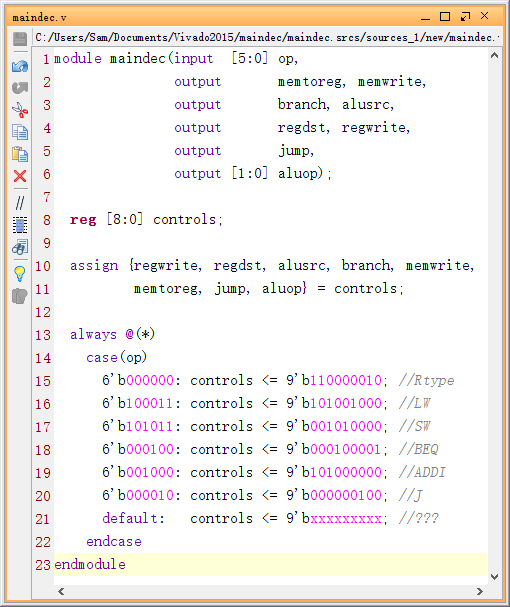 maindec.v
C:/Users/Sam/Documents/Vivado2015/maindec/maindec.srcs/sources_1/new/maindec.
1 module maindec(input  [5:0] op,
2                output       memtoreg, memwrite,
3                output       branch, alusrc,
4                output       regdst, regwrite,
5                output       jump,
6                output [1:0] aluop);
7
8   reg [8:0] controls;
9
10   assign {regwrite, regdst, alusrc, branch, memwrite,
11           memtoreg, jump, aluop} = controls;
12
13   always @(*)
14     case(op)
15       6'b000000: controls <= 9'b110000010; //Rtype
16       6'b100011: controls <= 9'b101001000; //LW
17       6'b101011: controls <= 9'b001010000; //SW
18       6'b000100: controls <= 9'b000100001; //BEQ
19       6'b001000: controls <= 9'b101000000; //ADDI
20       6'b000010: controls <= 9'b000000100; //J
21       default:   controls <= 9'bxxxxxxxxx; //???
22     endcase
23 endmodule